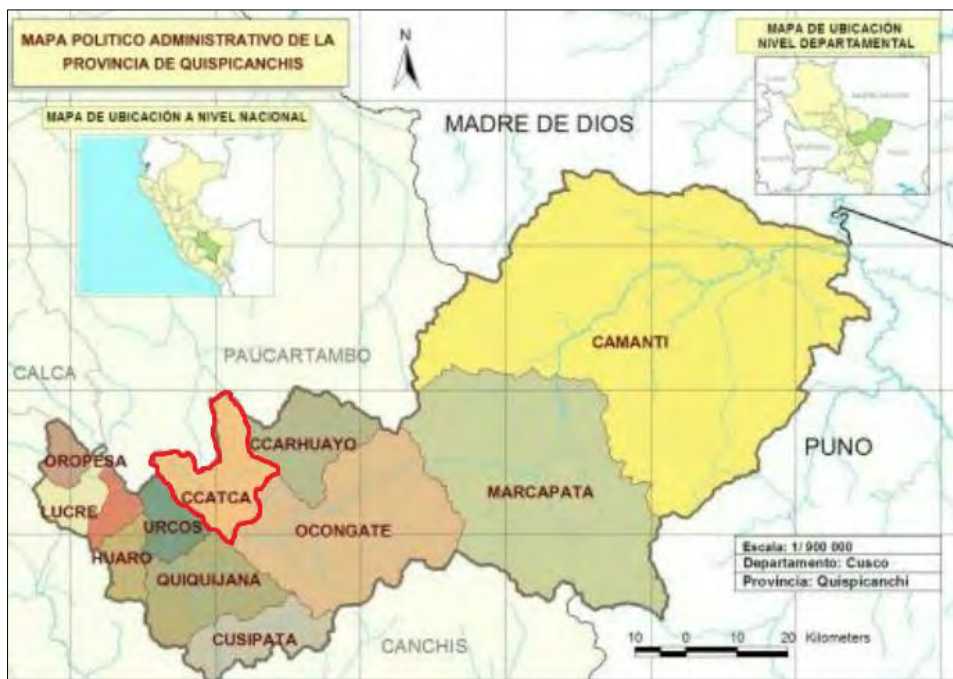 MAPA POLITICO ADMINISTRATIVO DE LA
PROVINCIA DE QUISPICANCHIS
N
MAPA DE UBICACIÓN
NIVEL DEPARTAMENTAL
MAPA DE UBICACIÓN A NIVEL NACIONAL
MADRE DE DIOS
CAMANTI
PAUCARTAMBO
CALCA
CCARHUAYO
PUNO
OROPESA
MARCAPATA
CCATCA
LUCRE
URCOS
OCONGATE
HUARO
QUIQUIJANA
Escala: 1/ 900 000
Departamento: Cusco
Provincia: Quispicanchi
CUSIPATA
CANCHIS
10 0 10 20 Kilometers